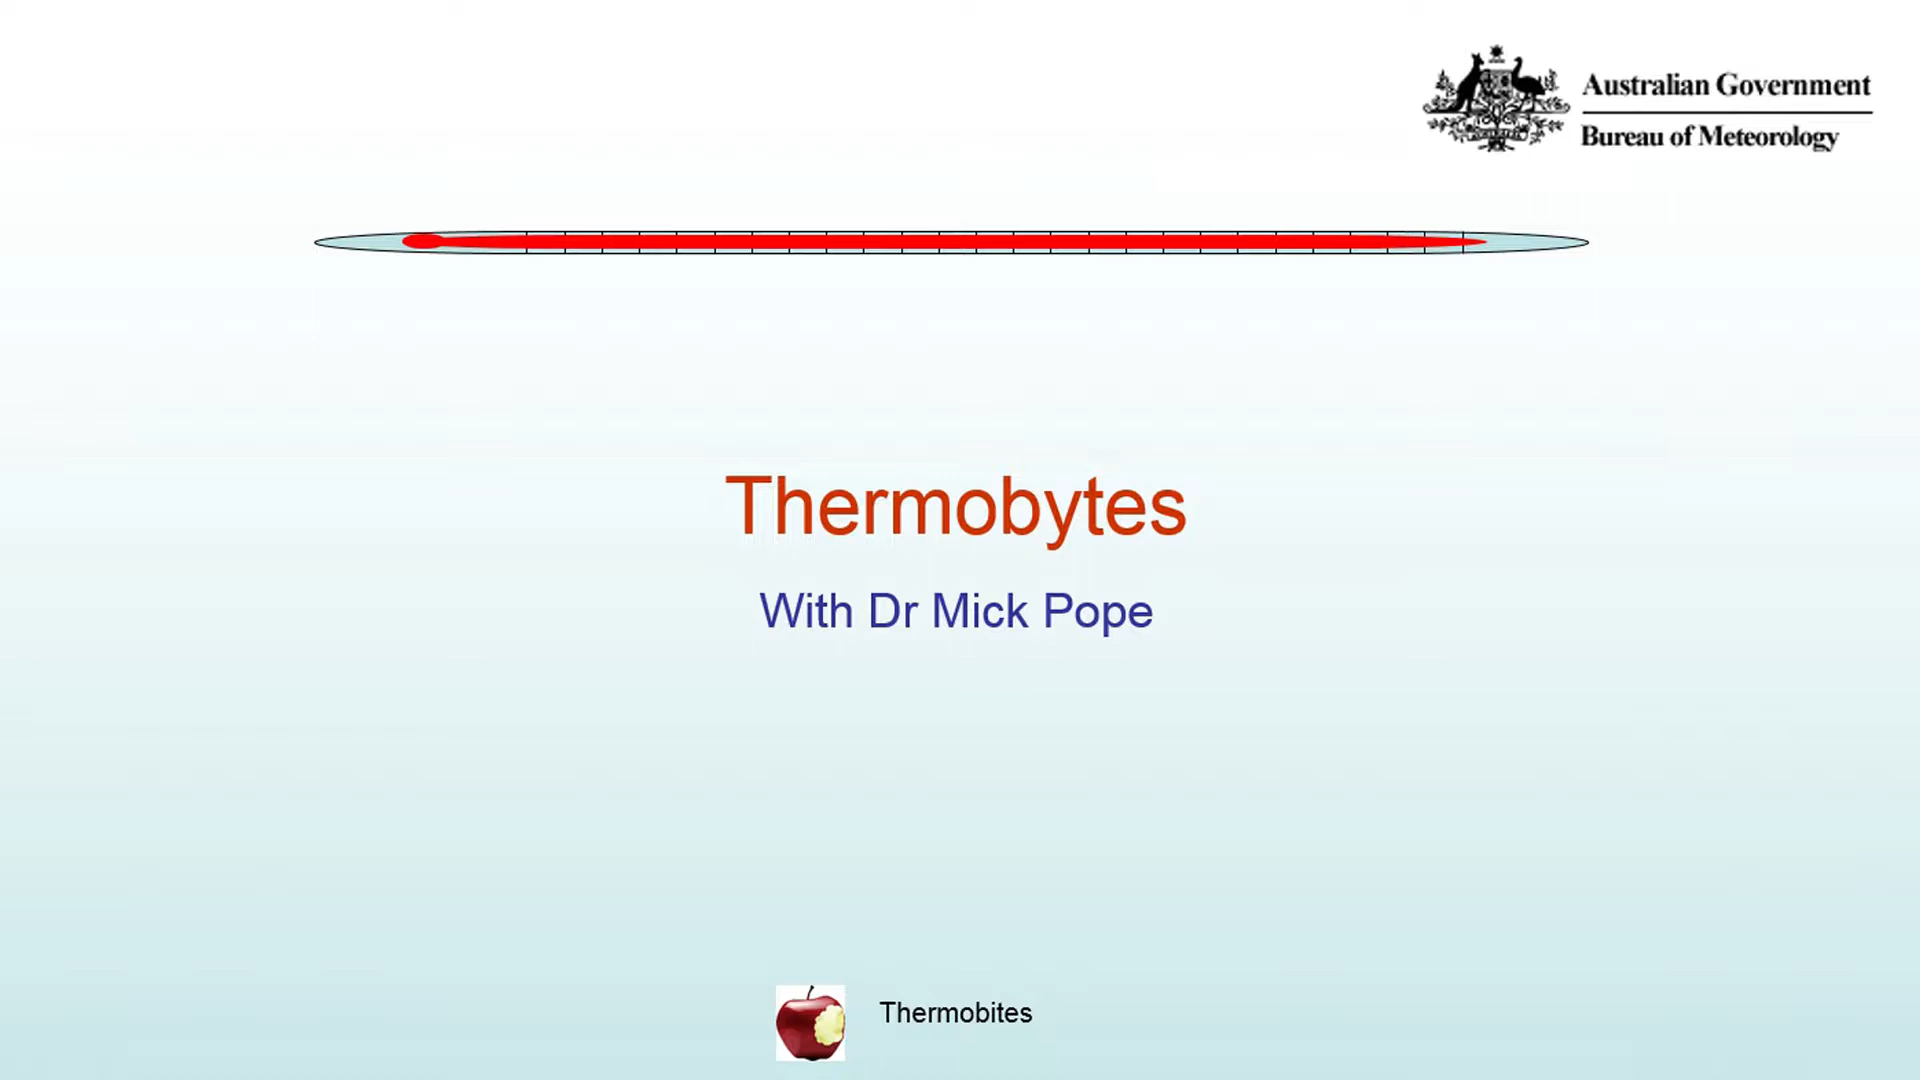 Australian Government
Bureau of Meteorology
Thermobytes
With Dr Mick Pope
Thermobites